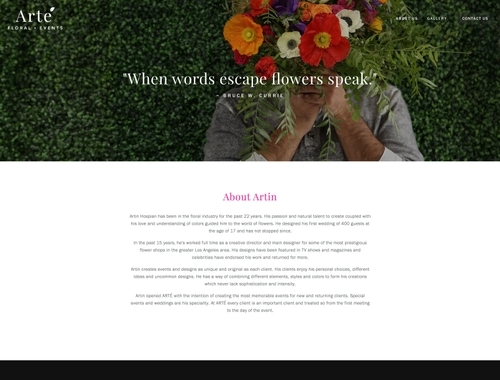 Arté
FLORAL + EVENTS
ABOUT US
GALLERY
CONTACT US
"When words escape flowers speak."
– BRUCE W. CURRIE
About Artin
Artin Hospian has been in the floral industry for the past 22 years. His passion and natural talent to create coupled with
his love and understanding of colors guided him to the world of flowers. He designed his first wedding of 400 guests at
the age of 17 and has not stopped since.
In the past 15 years, he's worked full time as a creative director and main designer for some of the most prestigious
flower shops in the greater Los Angeles area. His designs have been featured in TV shows and magazines and
celebrities have endorsed his work and returned for more.
Artin creates events and designs as unique and original as each client. His clients enjoy his personal choices, different
ideas and uncommon designs. He has a way of combining different elements, styles and colors to form his creations
which never lack sophistication and intensity.
Artin opened ARTÉ with the intention of creating the most memorable events for new and returning clients. Special
events and weddings are his speciality. At ARTÉ every client is an important client and treated so from the first meeting
to the day of the event.